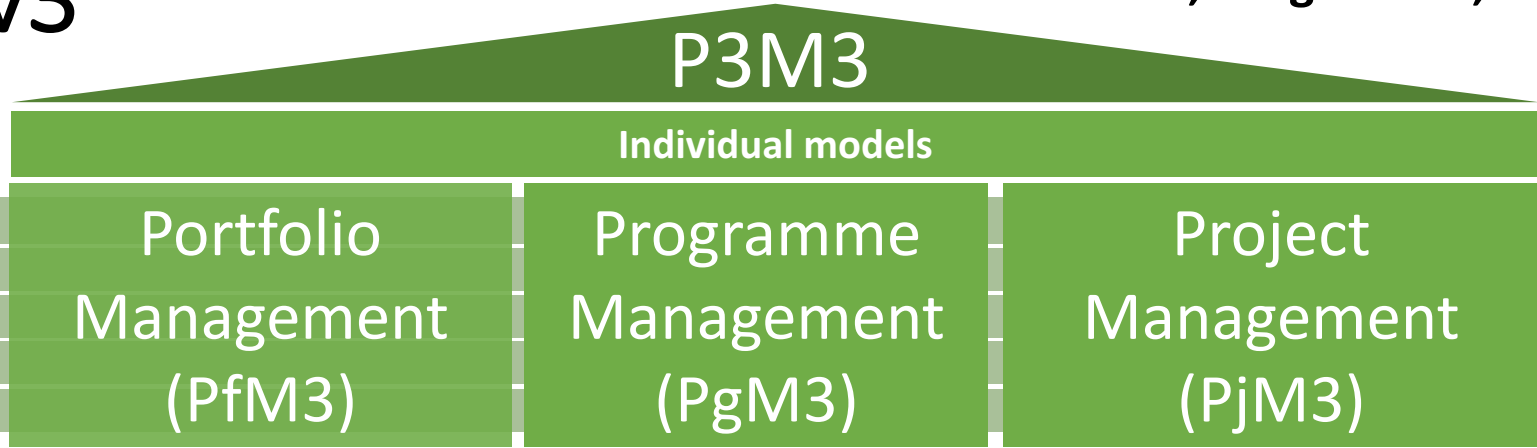 P3M3
Individual models
Portfolio
Management
(PfM3)
Programme
Management
(PgM3)
Project
Management
(PjM3)